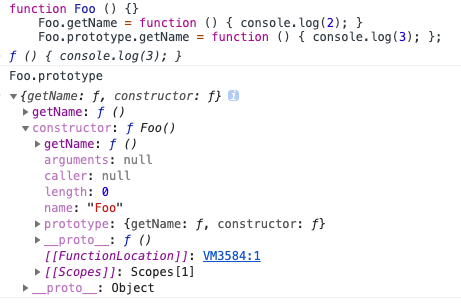 function Foo () {}
Foo.getName = function () { console.log(2); }
Foo.prototype.getName = function () { console.log(3); };
ƒ () { console.log(3); }
Foo.prototype
▼{getName: ƒ, constructor: ƒ} i
▶getName: ƒ ()
▼constructor: ƒ Foo()
▶getName: ƒ ()
arguments: null
caller: null
length: 0
name: "Foo"
▶prototype: {getName: ƒ, constructor: ƒ}
▶__proto__: ƒ ()
[[FunctionLocation]]: VM3584:1
▶[[Scopes]]: Scopes[1]
▶__proto__: Object